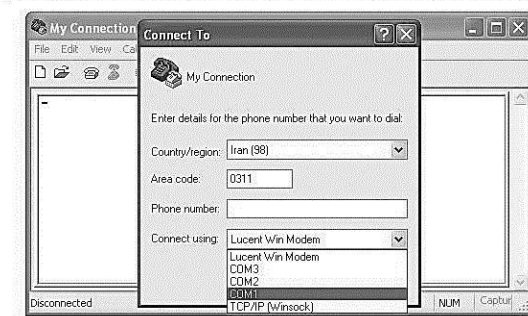 My Connection
Connect To
File Edit View
My Connection
Enter details for the phone number that you want to dial:
Country/region: Iran (98)
Area code: 0311
Phone number:
Connect using: Lucent Win Modem
Lucent Win Modem
COM3
COM2
COM1
TCP/IP (Winsock)
Disconnected
NUM